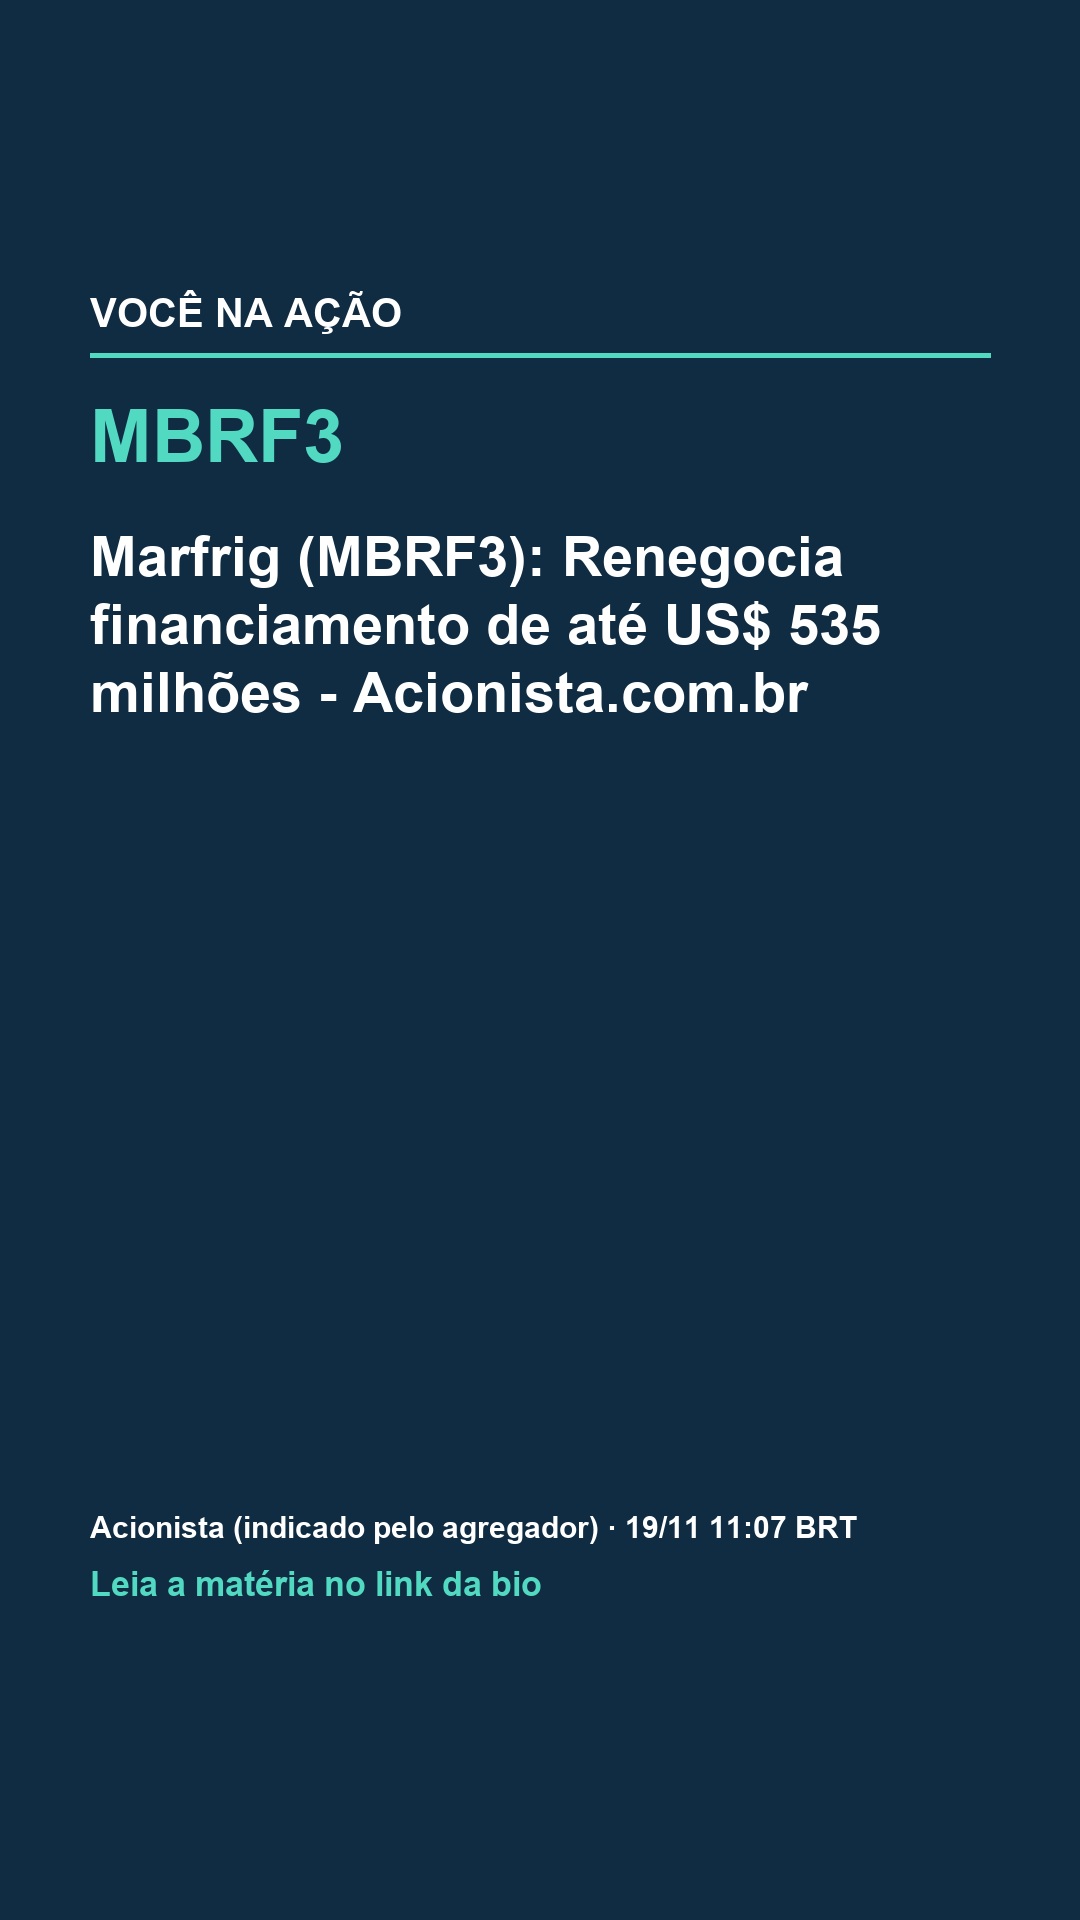 VOCÊ NA AÇÃO
MBRF3
Marfrig (MBRF3): Renegocia
financiamento de até US$ 535
milhões - Acionista.com.br
Acionista (indicado pelo agregador) · 19/11 11:07 BRT
Leia a matéria no link da bio